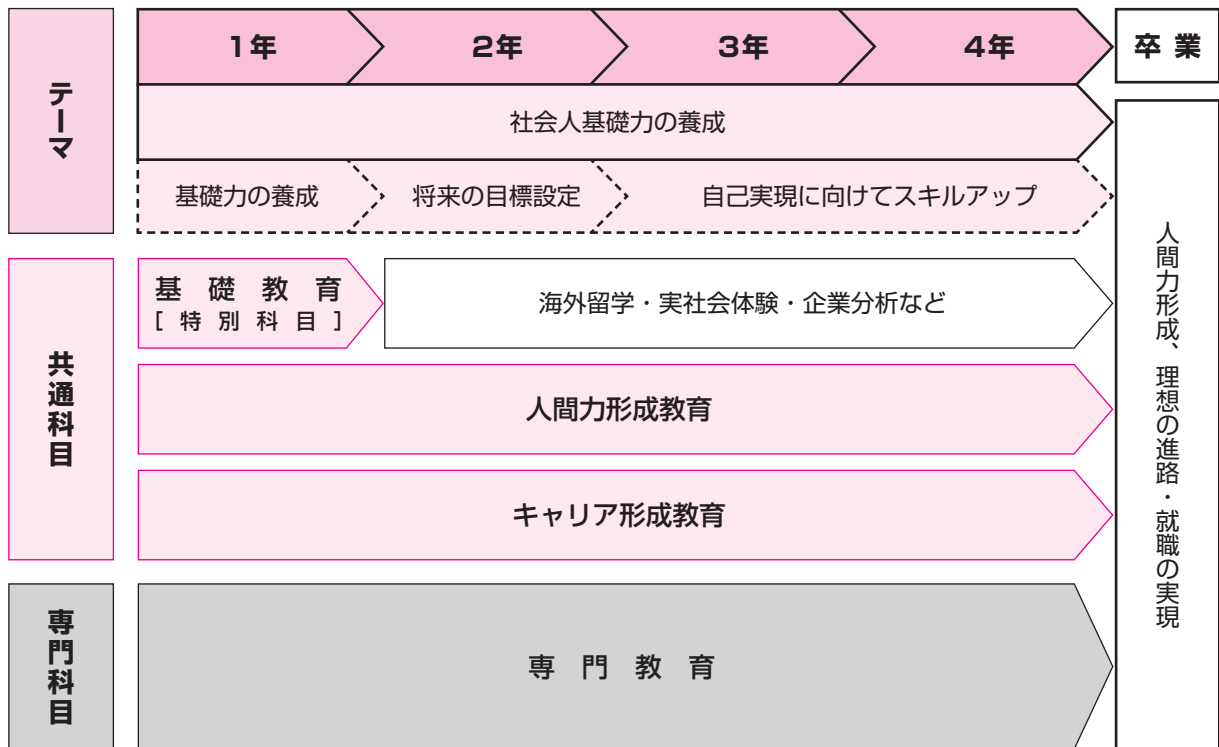 テーマ
1年
2年
3年
4年
卒業
社会人基礎力の養成
基礎力の養成
将来の目標設定
自己実現に向けてスキルアップ
共通科目
基礎教育
[特別科目]
海外留学・実社会体験・企業分析など
人間力形成教育
キャリア形成教育
専門科目
専門教育
人間力形成、理想の進路・就職の実現